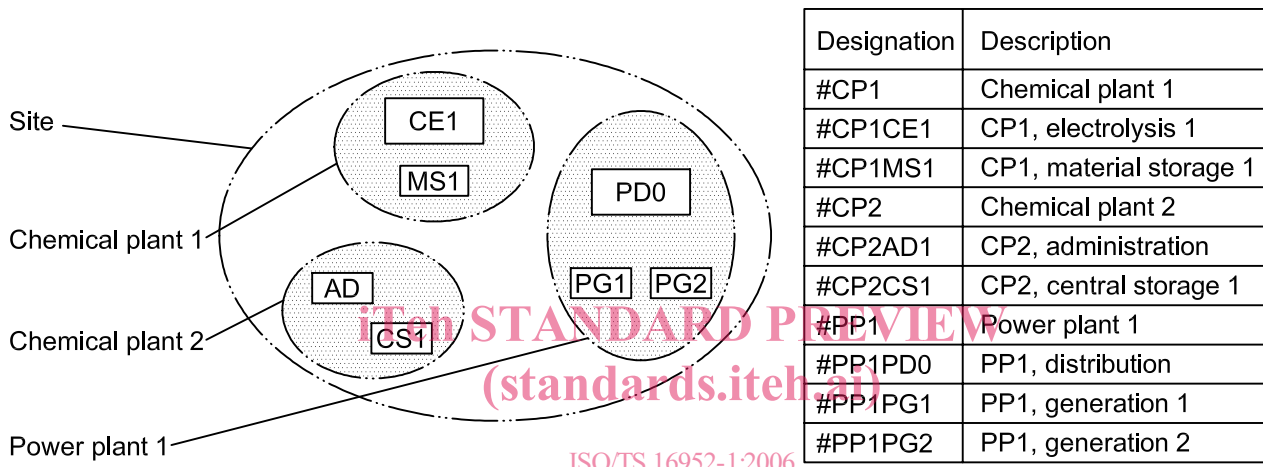 Site
Chemical plant 1
Chemical plant 2
Power plant 1
CE1
MS1
PD0
PG1 PG2
AD
CS1
Designation Description
#CP1 Chemical plant 1
#CP1CE1 CP1, electrolysis 1
#CP1MS1 CP1, material storage 1
#CP2 Chemical plant 2
#CP2AD1 CP2, administration
#CP2CS1 CP2, central storage 1
#PP1 Power plant 1
#PP1PD0 PP1, distribution
#PP1PG1 PP1, generation 1
#PP1PG2 PP1, generation 2
iTeh STANDARD PREVIEW
(standards.iteh.ai)
ISO/TS 16952-1:2006